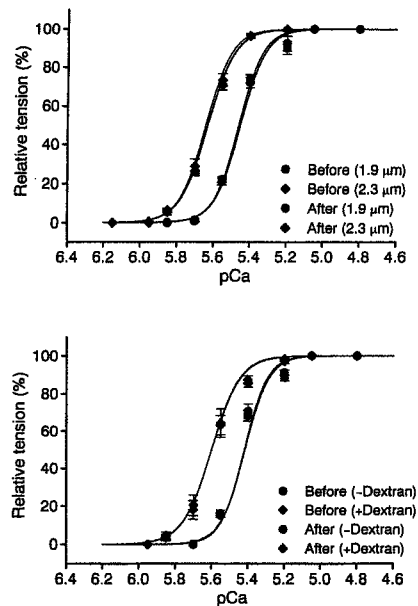 Relative tension (%)
100
80
60
40
20
0
Before (1.9 μm)
Before (2.3 μm)
After (1.9 μm)
After (2.3 μm)
6.4 6.2 6.0 5.8 5.6 5.4 5.2 5.0 4.8 4.6
pCa
Relative tension (%)
100
80
60
40
20
0
Before (−Dextran)
Before (+Dextran)
After (−Dextran)
After (+Dextran)
6.4 6.2 6.0 5.8 5.6 5.4 5.2 5.0 4.8 4.6
pCa